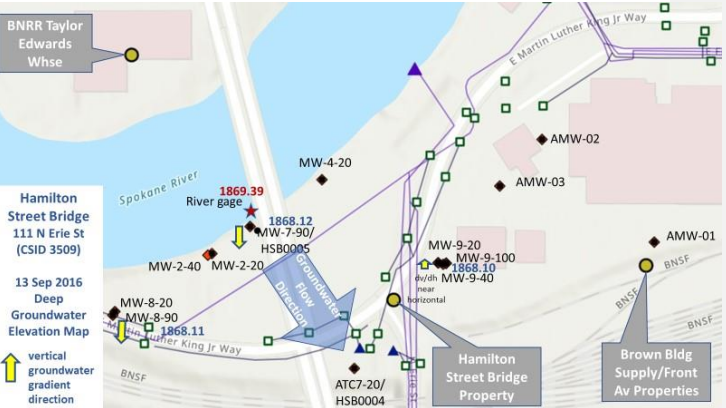 BNRR Taylor
Edwards
Whse
E Martin Luther King Jr Way
AMW-02
MW-4-20
AMW-03
Spokane River
1869.39
River gage
1868.12
MW-7-90/
HSB0005
Hamilton
Street Bridge
111 N Erie St
(CSID 3509)
13 Sep 2016
Deep
Groundwater
Elevation Map
vertical
groundwater
gradient
direction
MW-2-40
MW-2-20
Groundwater
Flow
Direction
MW-9-20
MW-9-100
1868.10
MW-9-40
dv/dh
near
horizontal
AMW-01
BNSF
BNSF
MW-8-20
MW-8-90
1868.11
Martin Luther King Jr Way
BNSF
ATC7-20/
HSB0004
Hamilton
Street Bridge
Property
Brown Bldg
Supply/Front
Av Properties
BNSF